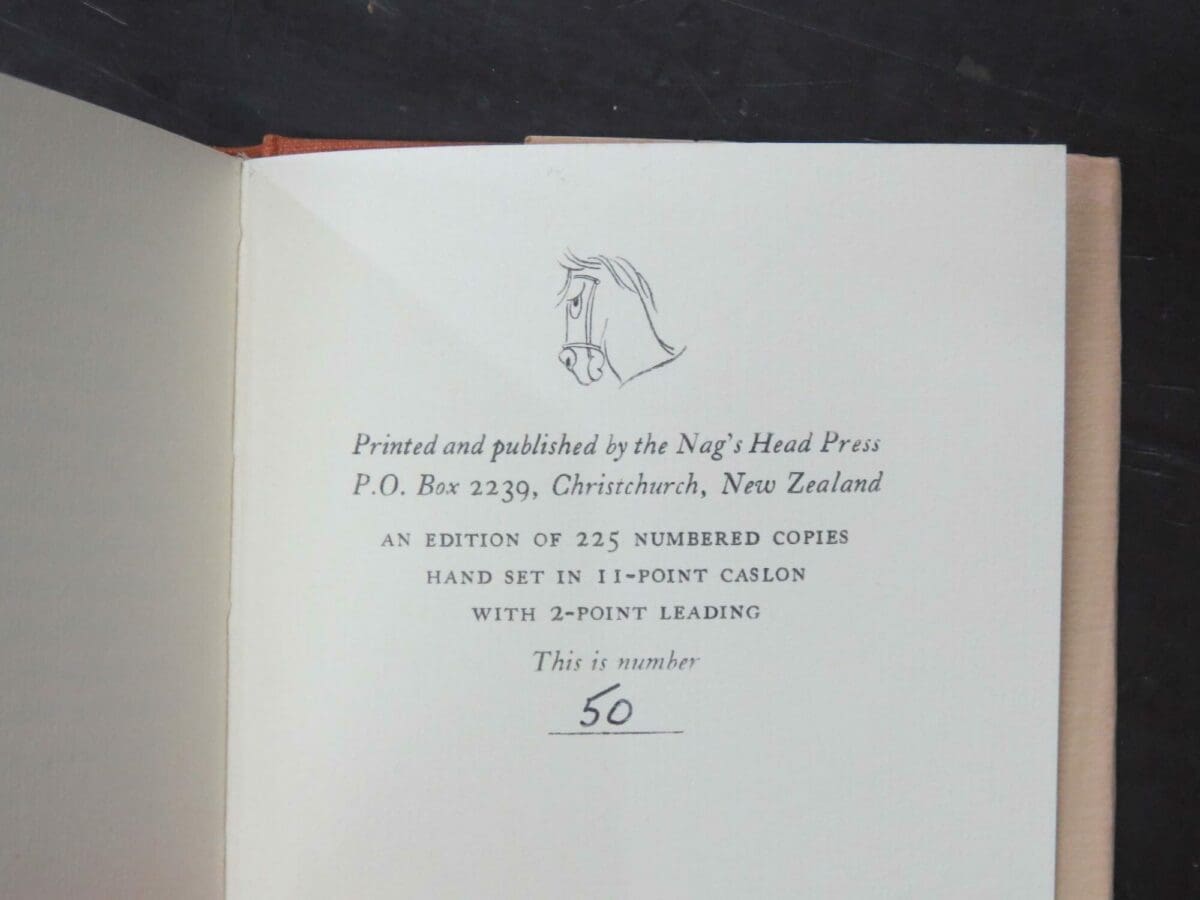 Printed and published by the Nag's Head Press
P.O. Box 2239, Christchurch, New Zealand
AN EDITION OF 225 NUMBERED COPIES
HAND SET IN 11-POINT CASLON
WITH 2-POINT LEADING
This is number
50